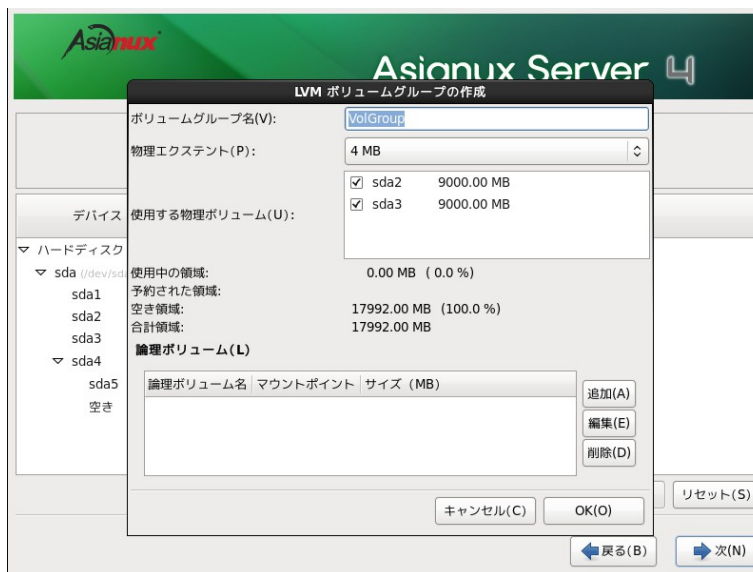 Asianux
Asianux Server 4
LVM ボリュームグループの作成
ボリュームグループ名(V):
VolGroup
物理エクステント(P):
4 MB
使用する物理ボリューム(U):
sda2 9000.00 MB
sda3 9000.00 MB
使用中の領域: 0.00 MB ( 0.0 %)
予約された領域:
空き領域: 17992.00 MB (100.0 %)
合計領域: 17992.00 MB
論理ボリューム(L)
論理ボリューム名 マウントポイント サイズ (MB)
追加(A)
編集(E)
削除(D)
キャンセル(C) OK(O)
デバイス
ハードディスク
sda (/dev/sd
sda1
sda2
sda3
sda4
sda5
空き
リセット(S)
戻る(B) 次(N)